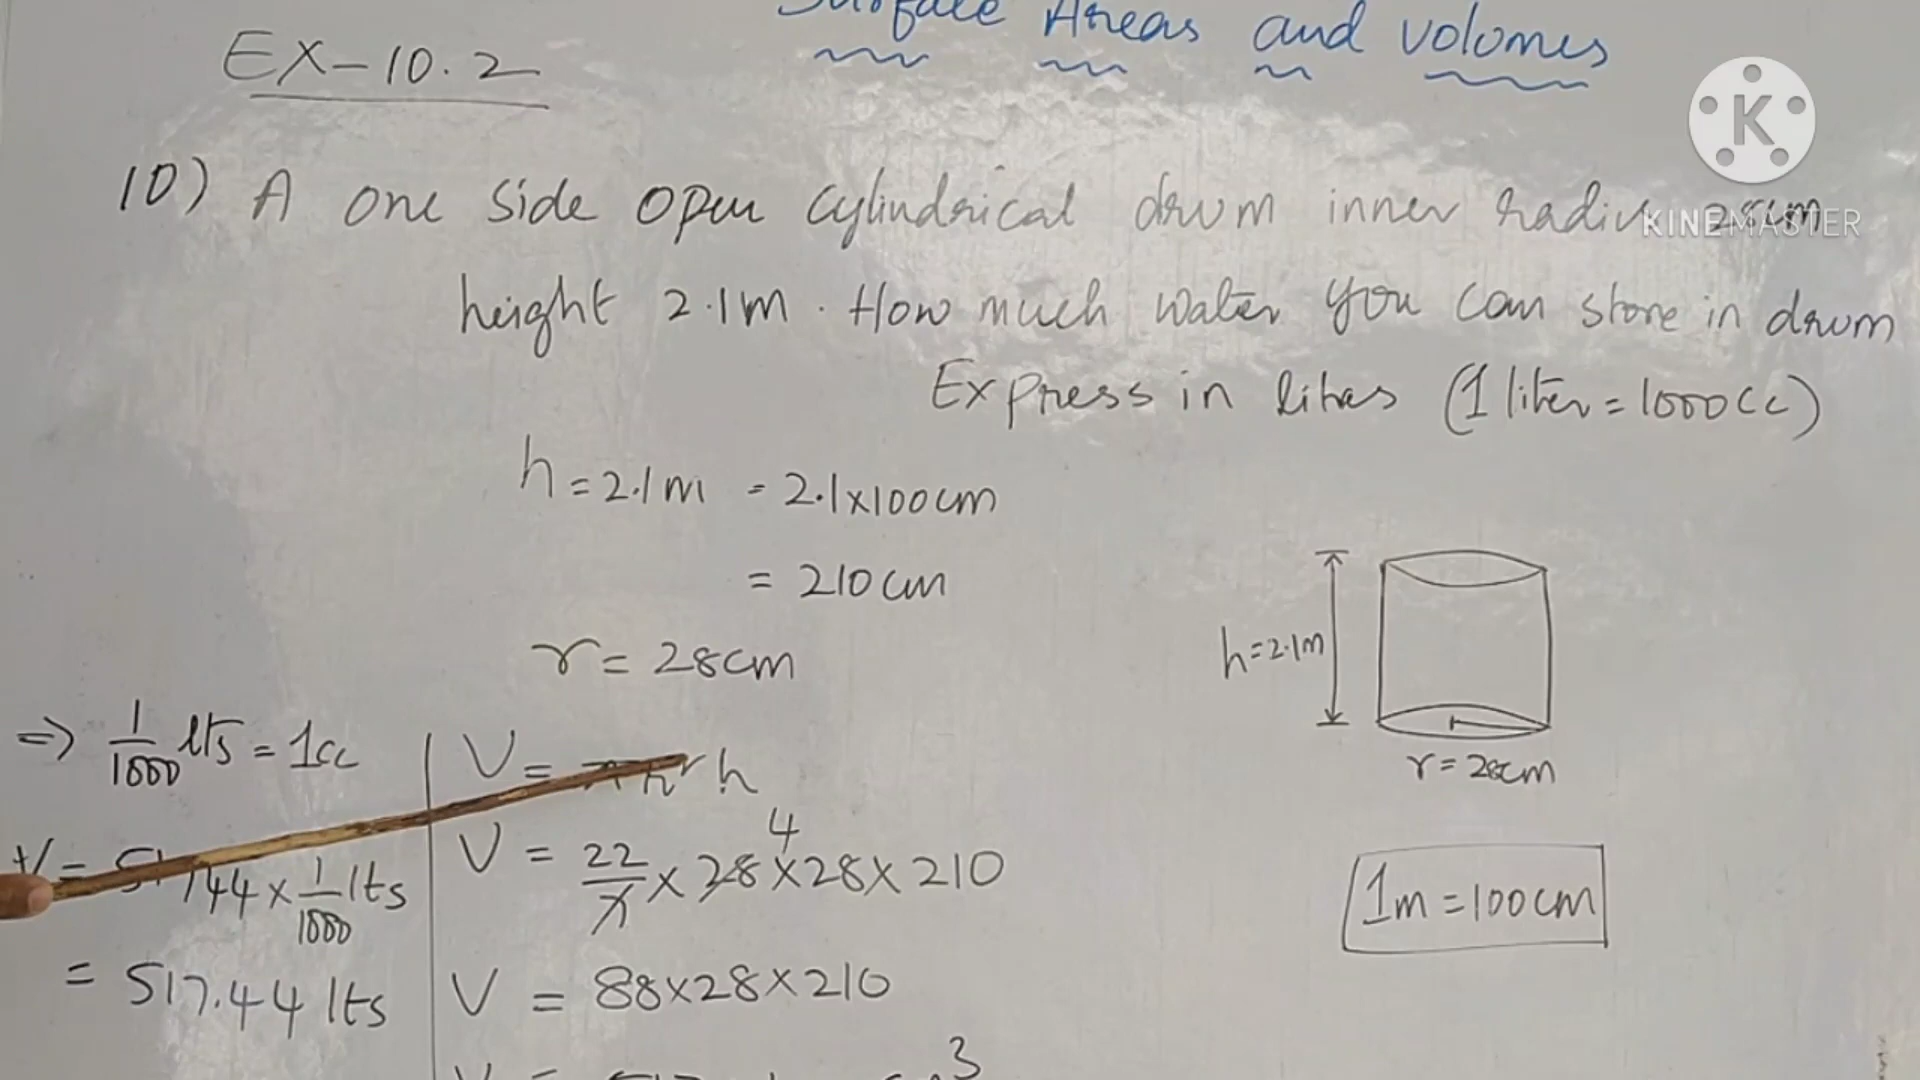 Surface Areas and volumes
EX-10.2
K
KINEMASTER
10) A one side open cylindrical drum inner radius 28cm
height 2.1m. How much water you can store in drum
Express in litres (1 liter = 1000cc)
h = 2.1m = 2.1x100cm
= 210cm
r = 28cm
h=2.1m
r = 28cm
1m = 100cm
⇒ 1/1000 lts = 1cc
V = 44 x 1/1000 lts
= 517.44 lts
V = h
V = 22/7 x 28 x 28 x 210
4
V = 88x28x210
3